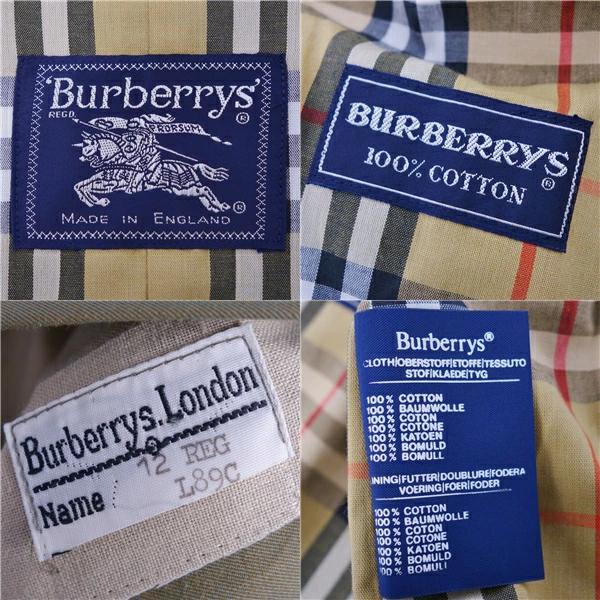 'Burberrys'
REGD.
®
PRORSUM
®
MADE IN ENGLAND
BURBERRYS
®
100% COTTON
Burberrys. London
12 REG
Name L89C
Burberrys®
CLOTH|OBERSTOFF|ETOFFE|TESSUTO
STOF|KLAEDE|TYG
100% COTTON
100% BAUMWOLLE
100% COTON
100% COTONE
100% KATOEN
100% BOMULD
100% BOMULL
INING|FUTTER|DOUBLURE|FODERA
VOERING|FOER|FODER
100% COTTON
100% BAUMWOLLE
100% COTON
100% COTONE
100% KATOEN
100% BOMULD
100% BOMULL